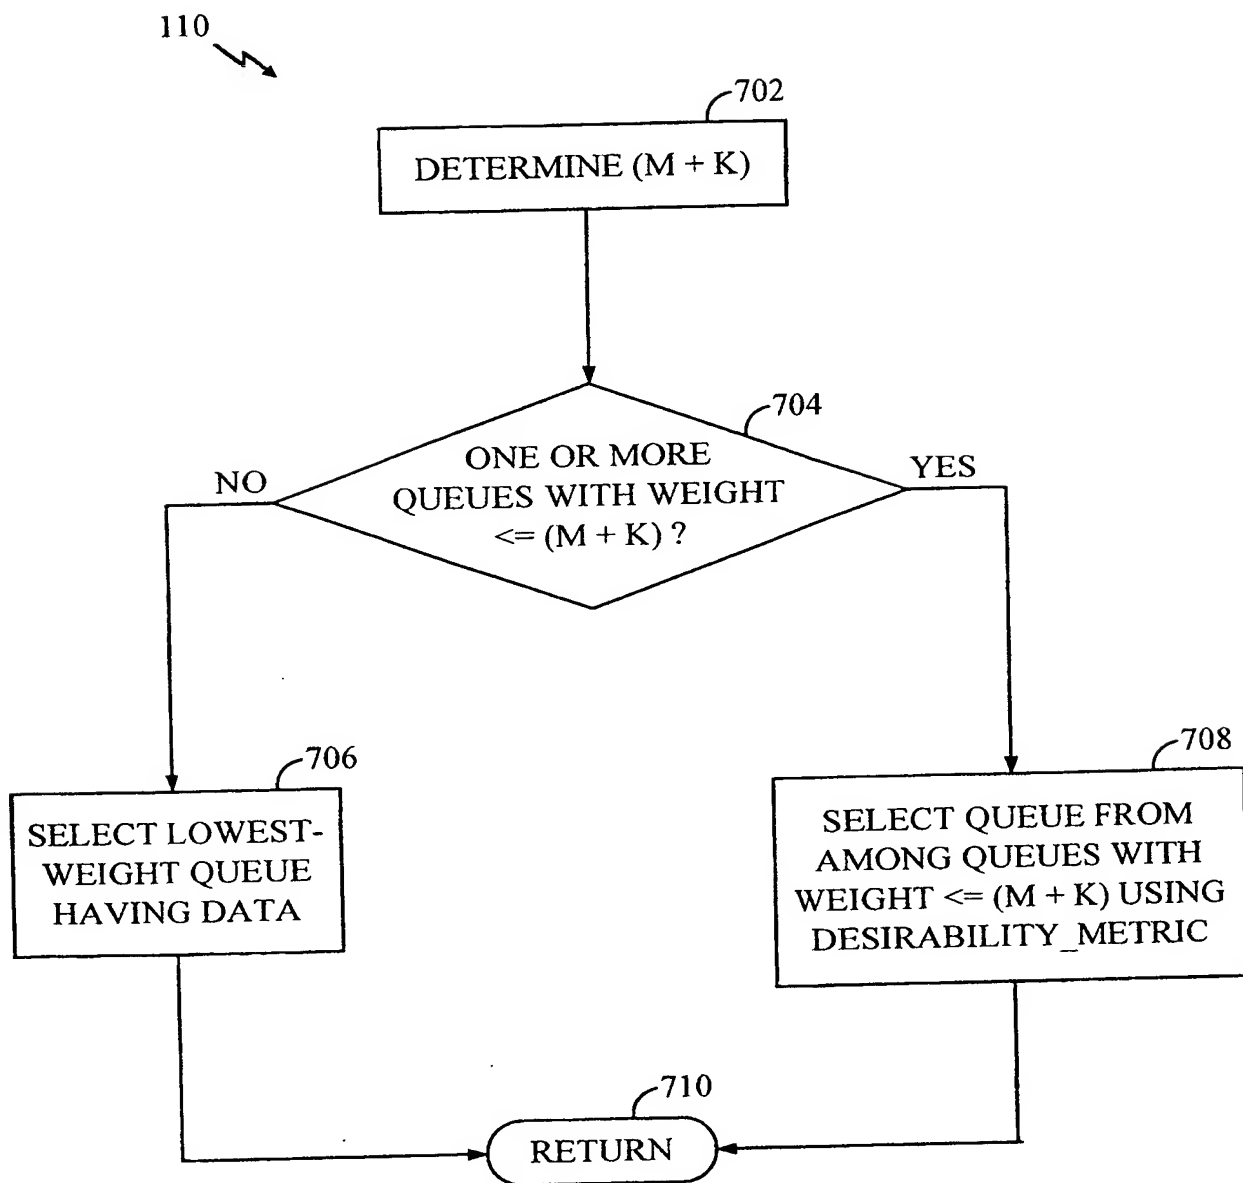 110
702
DETERMINE (M + K)
704
ONE OR MORE
QUEUES WITH WEIGHT
<= (M + K) ?
NO
YES
706
SELECT LOWEST-
WEIGHT QUEUE
HAVING DATA
708
SELECT QUEUE FROM
AMONG QUEUES WITH
WEIGHT <= (M + K) USING
DESIRABILITY_METRIC
710
RETURN